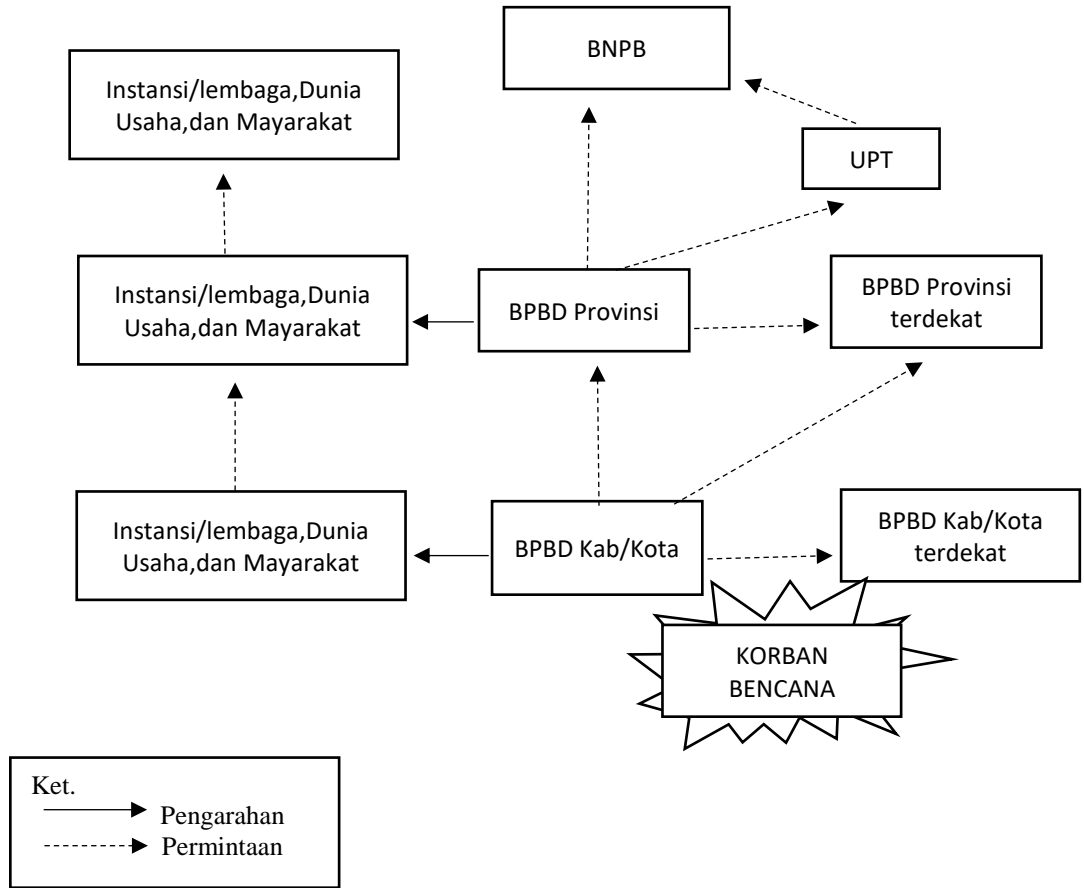 BNPB
Instansi/lembaga,Dunia
Usaha,dan Mayarakat
UPT
Instansi/lembaga,Dunia
Usaha,dan Mayarakat
BPBD Provinsi
BPBD Provinsi
terdekat
Instansi/lembaga,Dunia
Usaha,dan Mayarakat
BPBD Kab/Kota
BPBD Kab/Kota
terdekat
KORBAN
BENCANA
Ket.
Pengarahan
Permintaan